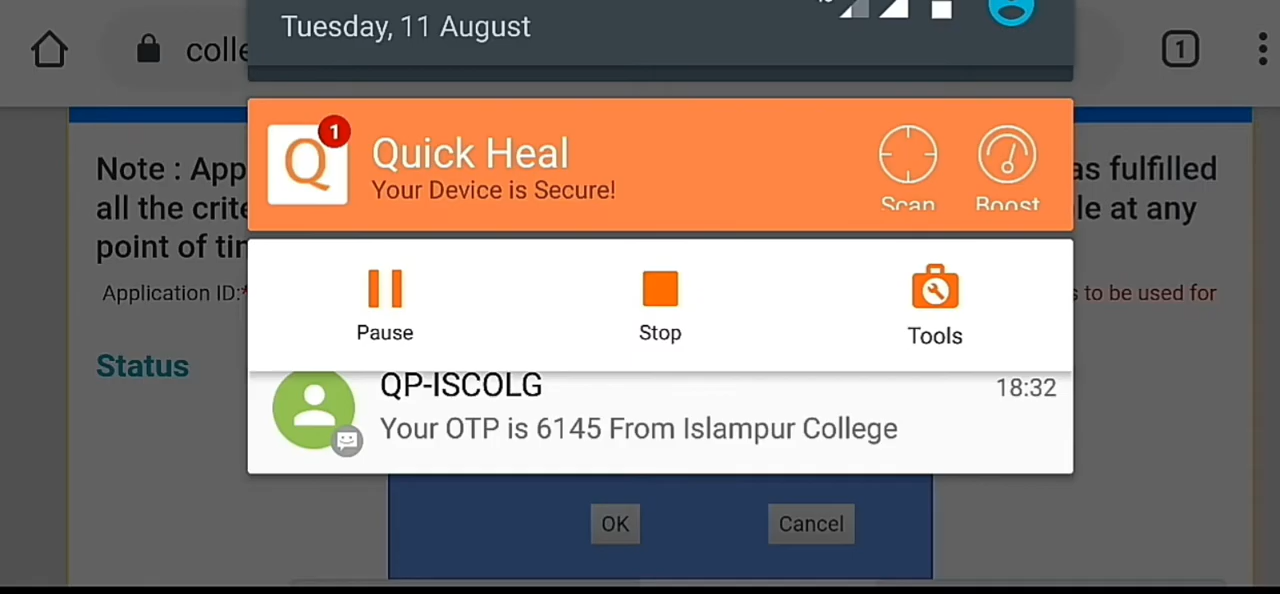 Tuesday, 11 August
colle
1
1
Q
Quick Heal
Your Device is Secure!
Scan
Boost
Note : App
as fulfilled
all the crite
le at any
point of tin
Application ID:*
s to be used for
Pause
Stop
Tools
Status
QP-ISCOLG
18:32
Your OTP is 6145 From Islampur College
OK
Cancel